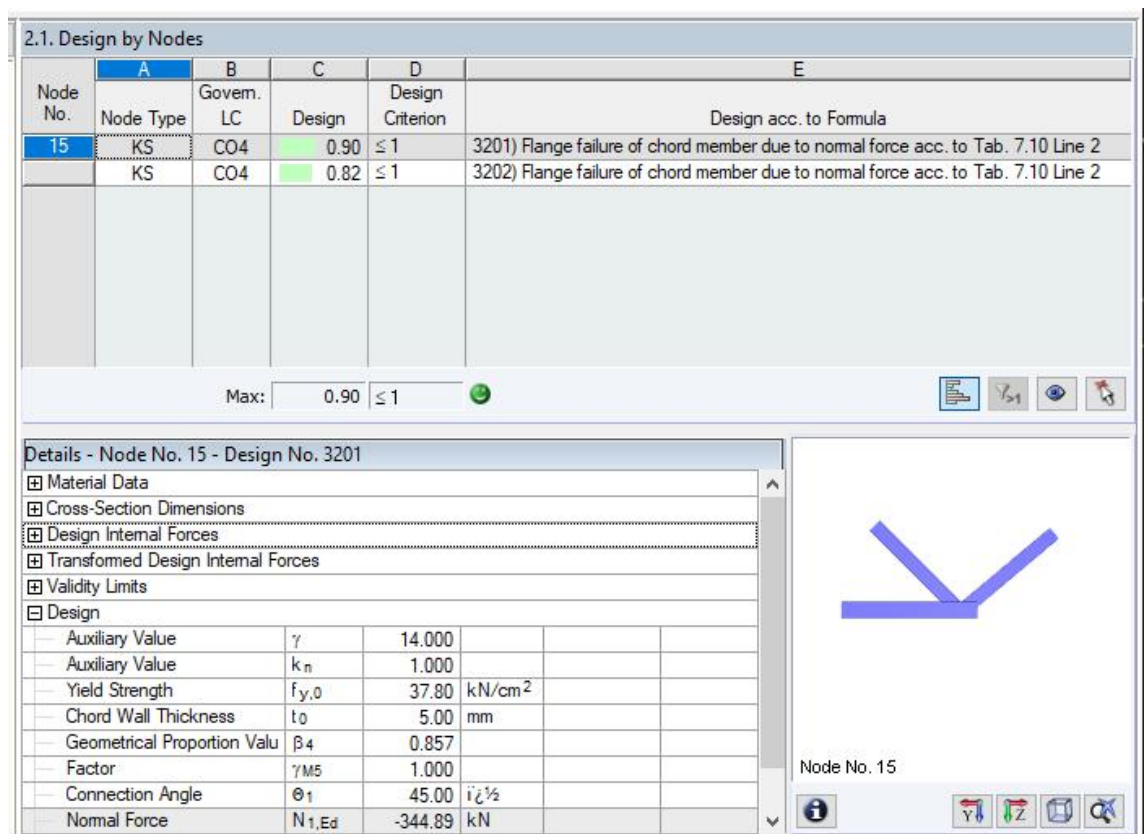 2.1. Design by Nodes
A B C D E
Node No. Node Type Govern. LC Design Design Criterion Design acc. to Formula
15 KS CO4 0.90 ≤ 1 3201) Flange failure of chord member due to normal force acc. to Tab. 7.10 Line 2
KS CO4 0.82 ≤ 1 3202) Flange failure of chord member due to normal force acc. to Tab. 7.10 Line 2
Max: 0.90 ≤ 1
Details - Node No. 15 - Design No. 3201
Material Data
Cross-Section Dimensions
Design Internal Forces
Transformed Design Internal Forces
Validity Limits
Design
Auxiliary Value γ 14.000
Auxiliary Value kn 1.000
Yield Strength fy,0 37.80 kN/cm2
Chord Wall Thickness t0 5.00 mm
Geometrical Proportion Valu β4 0.857
Factor γM5 1.000
Connection Angle Θ1 45.00 ï¿½
Normal Force N1,Ed -344.89 kN
Node No. 15